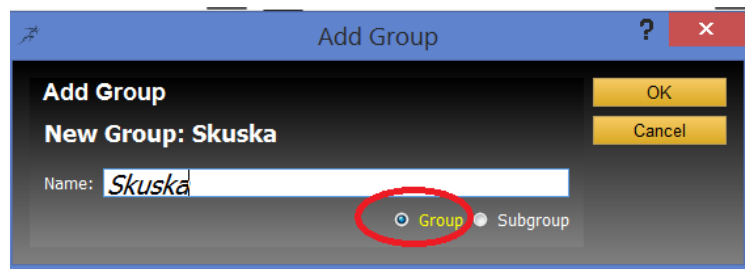 Add Group ?
Add Group
OK
New Group: Skuska
Cancel
Name: Skuska
Group Subgroup